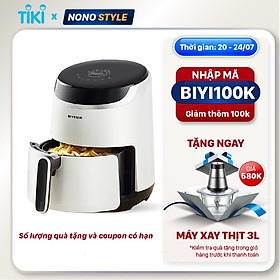 TIKI x NONO STYLE
Thời gian: 20 - 24/07
NHẬP MÃ
BIYI100K
Giảm thêm 100k
TẶNG NGAY
GIÁ
580K
MÁY XAY THỊT 3L
*Kiểm tra quà tặng trong giỏ
hàng trước khi thanh toán
Số lượng quà tặng và coupon có hạn